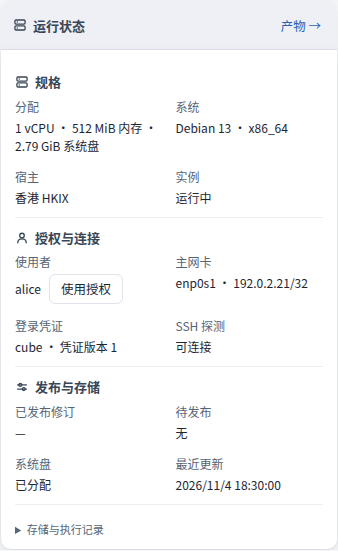 运行状态
产物 →
规格
分配
系统
1 vCPU · 512 MiB 内存 ·
2.79 GiB 系统盘
Debian 13 · x86_64
宿主
实例
香港 HKIX
运行中
授权与连接
使用者
主网卡
alice
使用授权
enp0s1 · 192.0.2.21/32
登录凭证
SSH 探测
cube · 凭证版本 1
可连接
发布与存储
已发布修订
待发布
—
无
系统盘
最近更新
已分配
2026/11/4 18:30:00
▶ 存储与执行记录